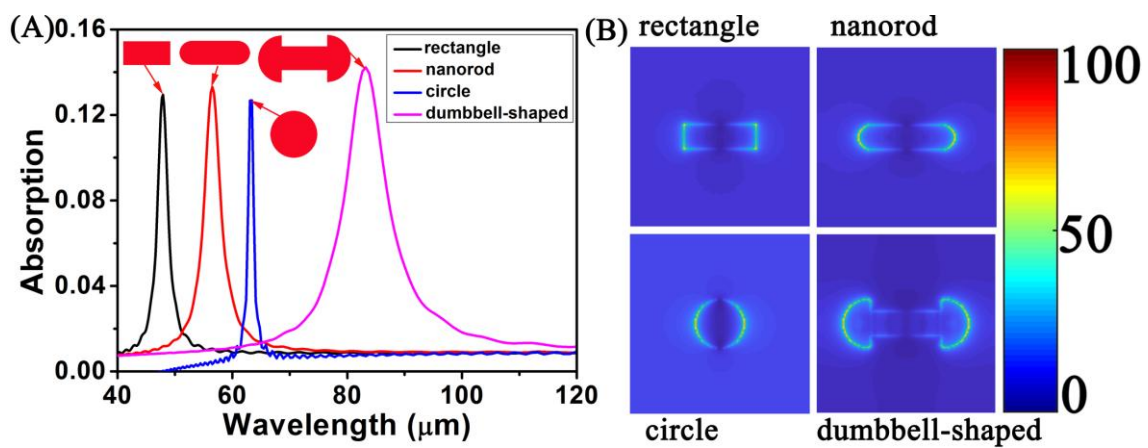 (A)
0.16
0.12
0.08
0.04
0.00
Absorption
40
60
80
100
120
Wavelength (μm)
rectangle
nanorod
circle
dumbbell-shaped
(B)
rectangle
nanorod
circle
dumbbell-shaped
100
50
0